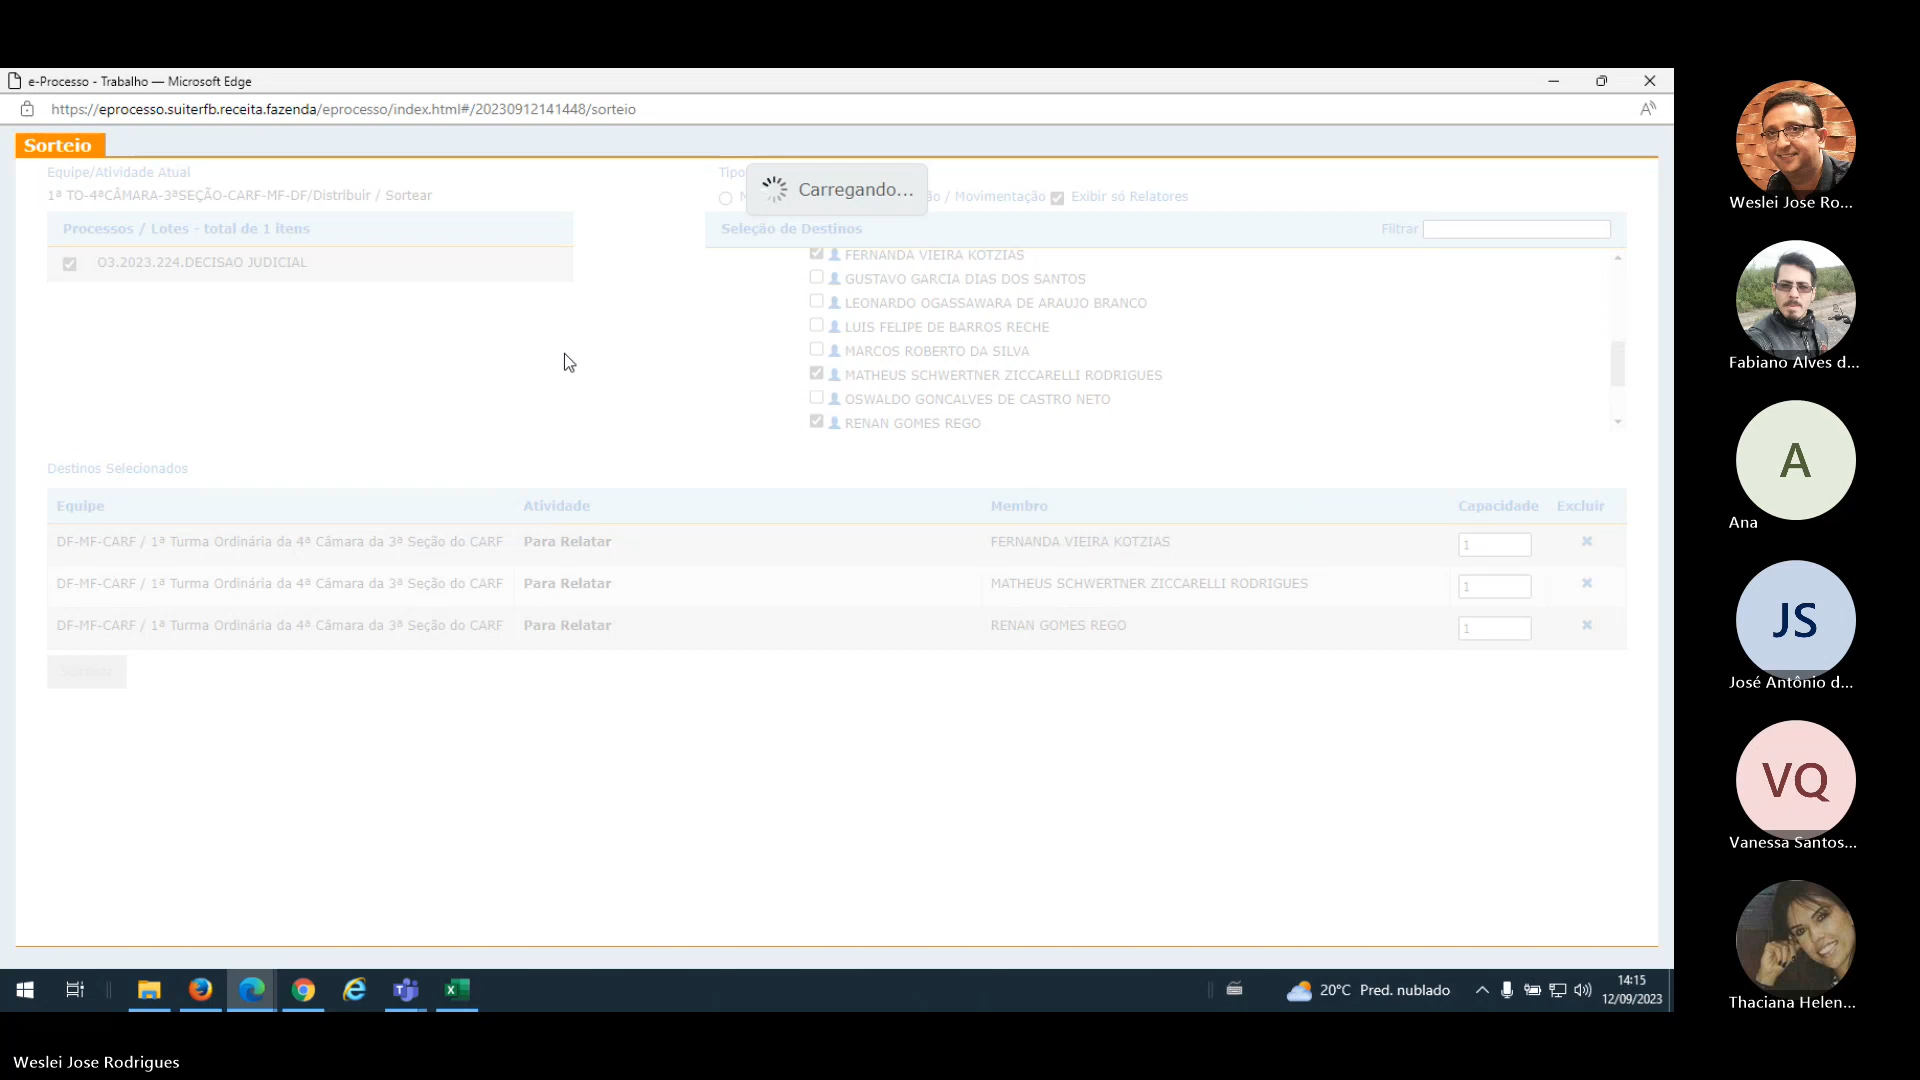 e-Processo - Trabalho — Microsoft Edge
https://eprocesso.suiterfb.receita.fazenda/eprocesso/index.html#/20230912141448/sorteio
Sorteio
Equipe/Atividade Atual
1ª TO-4ªCÂMARA-3ªSEÇÃO-CARF-MF-DF/Distribuir / Sortear
Tipo
Carregando...
/ Movimentação
Exibir só Relatores
Processos / Lotes - total de 1 itens
Seleção de Destinos
Filtrar
O3.2023.224.DECISAO JUDICIAL
FERNANDA VIEIRA KOTZIAS
GUSTAVO GARCIA DIAS DOS SANTOS
LEONARDO OGASSAWARA DE ARAUJO BRANCO
LUIS FELIPE DE BARROS RECHE
MARCOS ROBERTO DA SILVA
MATHEUS SCHWERTNER ZICCARELLI RODRIGUES
OSWALDO GONCALVES DE CASTRO NETO
RENAN GOMES REGO
Destinos Selecionados
Equipe Atividade Membro Capacidade Excluir
DF-MF-CARF / 1ª Turma Ordinária da 4ª Câmara da 3ª Seção do CARF Para Relatar FERNANDA VIEIRA KOTZIAS 1
DF-MF-CARF / 1ª Turma Ordinária da 4ª Câmara da 3ª Seção do CARF Para Relatar MATHEUS SCHWERTNER ZICCARELLI RODRIGUES 1
DF-MF-CARF / 1ª Turma Ordinária da 4ª Câmara da 3ª Seção do CARF Para Relatar RENAN GOMES REGO 1
20°C Pred. nublado
14:15
12/09/2023
Weslei Jose Ro...
Fabiano Alves d...
A
Ana
JS
José Antônio d...
VQ
Vanessa Santos...
Thaciana Helen...
Weslei Jose Rodrigues